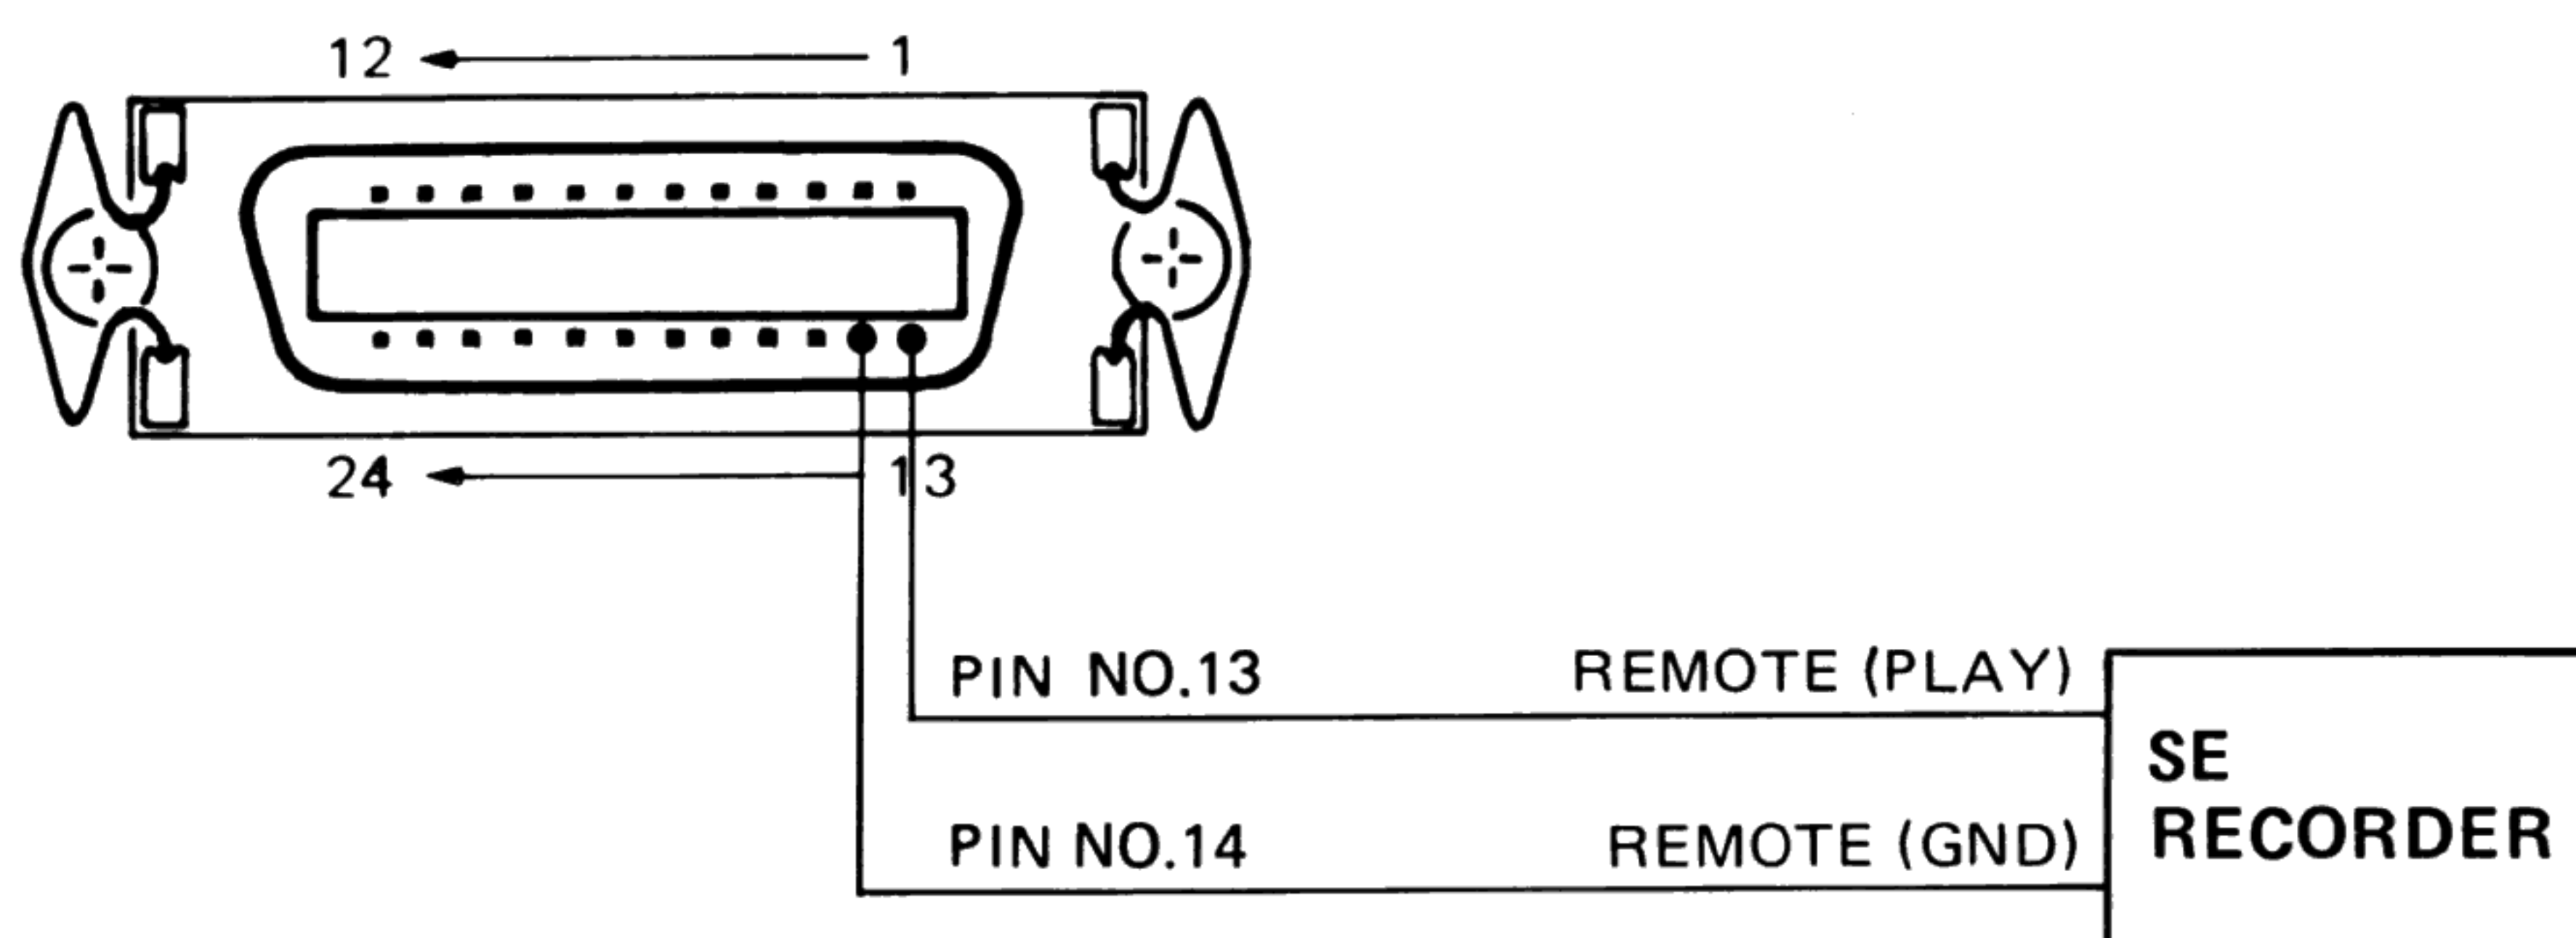 12 1
24 13
PIN NO.13 REMOTE (PLAY)
SE
RECORDER
PIN NO.14 REMOTE (GND)